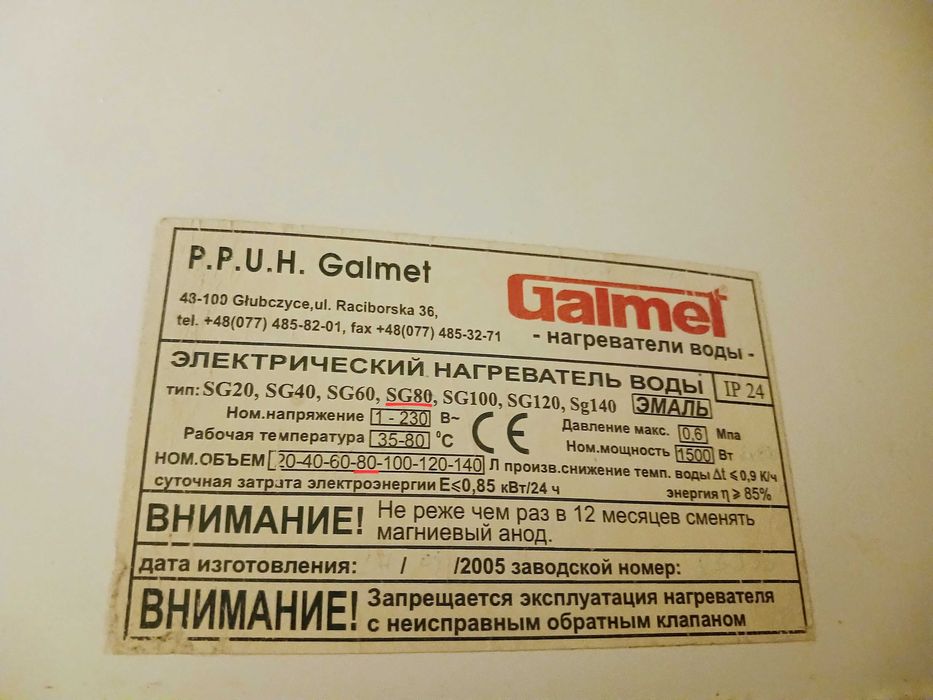 P.P.U.H. Galmet
48-100 Głubczyce,ul. Raciborska 36,
tel. +48(077) 485-82-01, fax +48(077) 485-32-71
Galmet
- нагреватели воды -
ЭЛЕКТРИЧЕСКИЙ НАГРЕВАТЕЛЬ ВОДЫ
IP 24
тип: SG20, SG40, SG60, SG80, SG100, SG120, Sg140 ЭМАЛЬ
Ном.напряжение 1 - 230 В~
CE
Давление макс. 0,6 Мпа
Рабочая температура 35-80 °C
Ном.мощность 1500 Вт
НОМ.ОБЪЕМ 20-40-60-80-100-120-140 Л произв.снижение темп. воды Δt ≤ 0,9 К/ч
суточная затрата электроэнергии E≤0,85 кВт/24 ч
энергия η ≥ 85%
ВНИМАНИЕ! Не реже чем раз в 12 месяцев сменять
магниевый анод.
дата изготовления: / /2005 заводской номер:
ВНИМАНИЕ! Запрещается эксплуатация нагревателя
с неисправным обратным клапаном